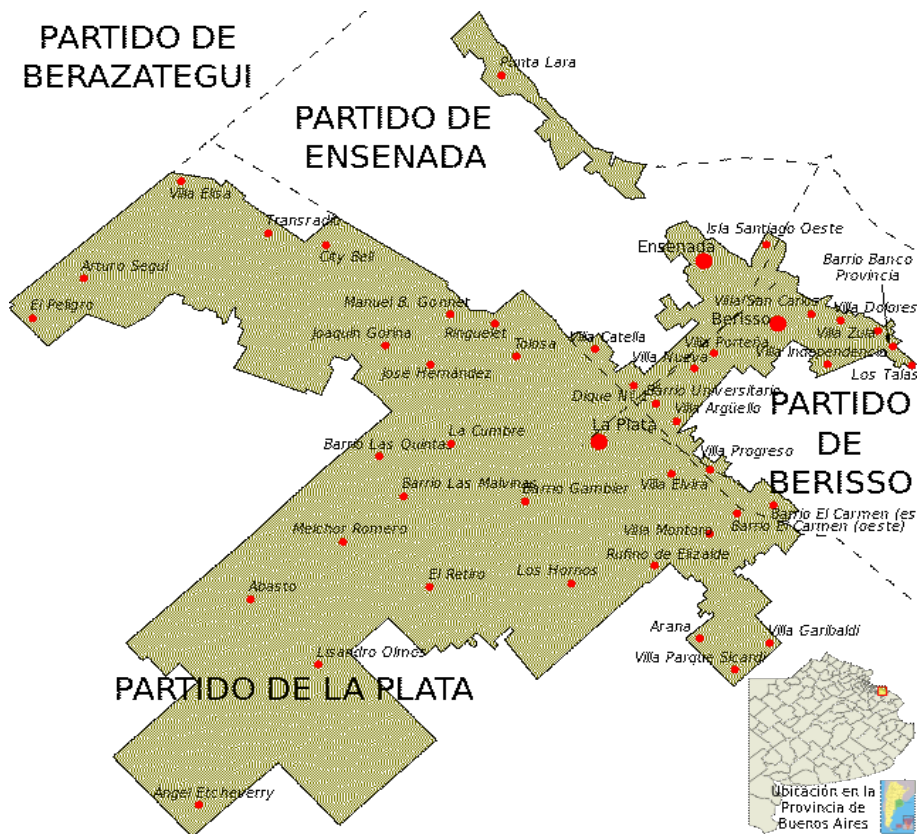 PARTIDO DE
BERAZATEGUI
Punta Lara
PARTIDO DE
ENSENADA
Villa Elisa
Transradio
City Bell
Isla Santiago Oeste
Ensenada
Barrio Banco
Provincia
Arturo Seguí
El Peligro
Manuel B. Gonnet
Villa San Carlos
Villa Dolores
Joaquín Gorina
Ringuelet
Berisso
Villa Zula
Tolosa
Villa Catella
Villa Porteña
Villa Independencia
José Hernández
Villa Nueva
Los Talas
Dique N
Barrio Universitario
Villa Argüello
PARTIDO
DE
BERISSO
La Plata
La Cumbre
Barrio Las Quintas
Villa Progreso
Barrio Las Malvinas
Barrio Gambier
Villa Elvira
Barrio El Carmen (es
Barrio El Carmen (oeste)
Melchor Romero
Villa Montoro
Rufino de Elizalde
Abasto
El Retiro
Los Hornos
Arana
Villa Garibaldi
Lisandro Olmos
Villa Parque Sicardi
PARTIDO DE LA PLATA
Angel Etcheverry
Ubicación en la
Provincia de
Buenos Aires